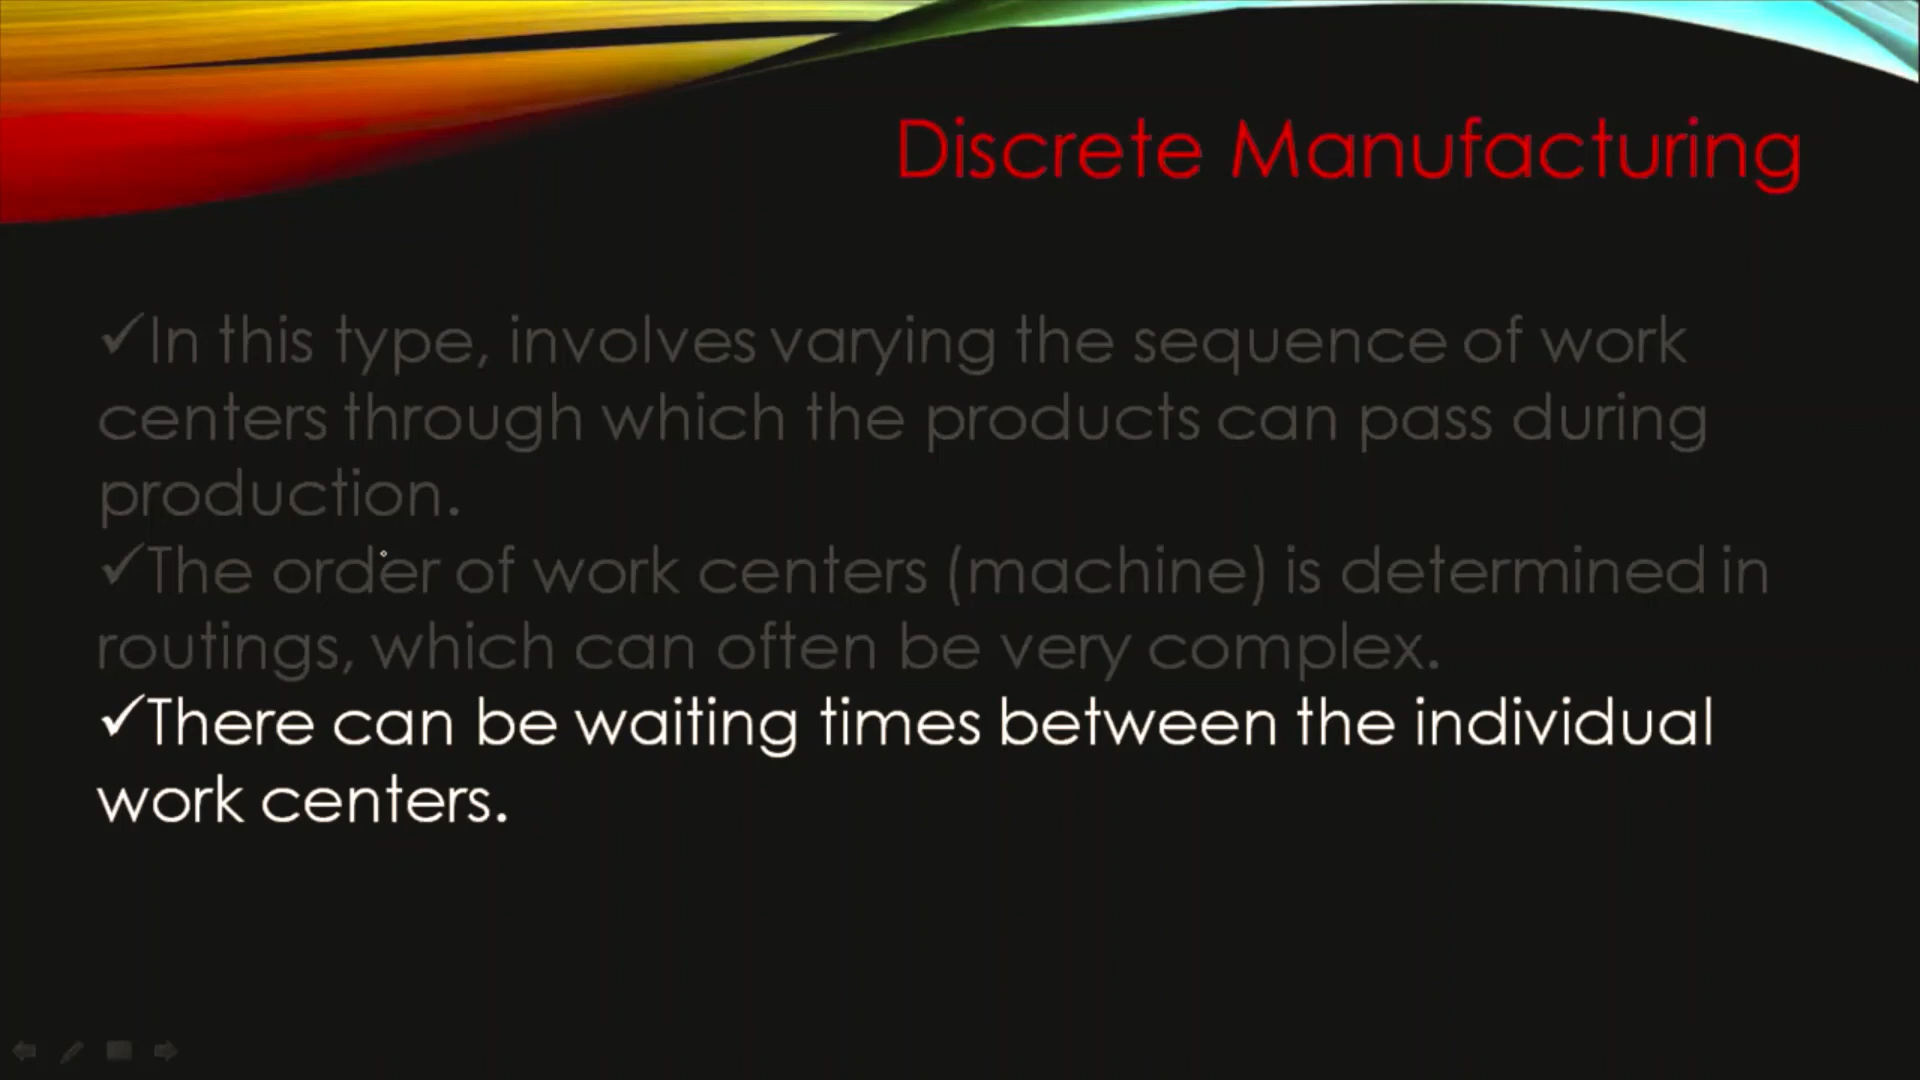 Discrete Manufacturing
✓In this type, involves varying the sequence of work
centers through which the products can pass during
production.
✓The order of work centers (machine) is determined in
routings, which can often be very complex.
✓There can be waiting times between the individual
work centers.